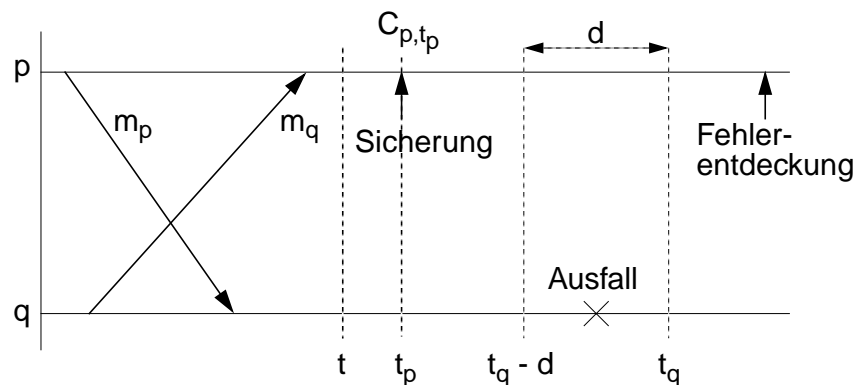 C_{p,t_p}
d
p
m_p
m_q
Sicherung
Fehler-
entdeckung
Ausfall
q
t
t_p
t_q - d
t_q